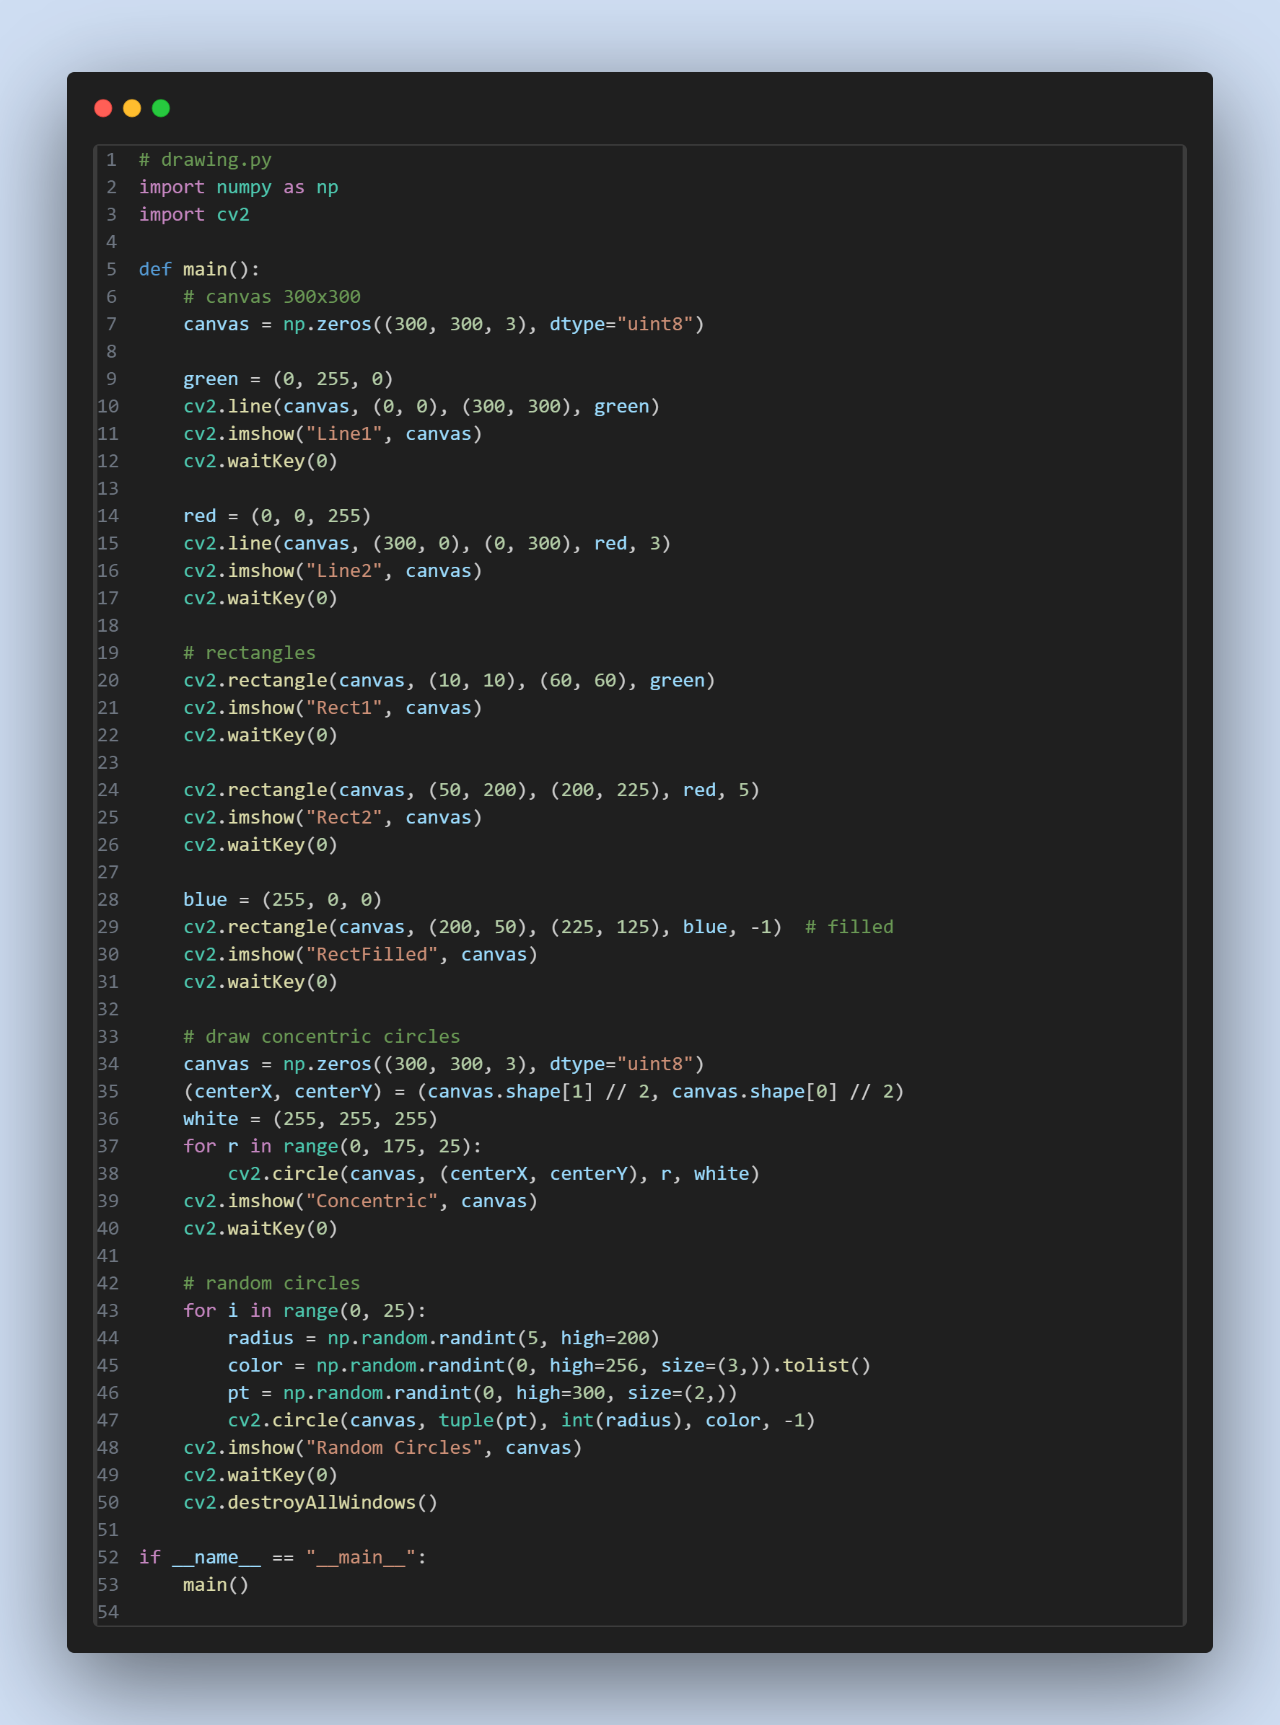 1 # drawing.py
2 import numpy as np
3 import cv2
4
5 def main():
6     # canvas 300x300
7     canvas = np.zeros((300, 300, 3), dtype="uint8")
8
9     green = (0, 255, 0)
10     cv2.line(canvas, (0, 0), (300, 300), green)
11     cv2.imshow("Line1", canvas)
12     cv2.waitKey(0)
13
14     red = (0, 0, 255)
15     cv2.line(canvas, (300, 0), (0, 300), red, 3)
16     cv2.imshow("Line2", canvas)
17     cv2.waitKey(0)
18
19     # rectangles
20     cv2.rectangle(canvas, (10, 10), (60, 60), green)
21     cv2.imshow("Rect1", canvas)
22     cv2.waitKey(0)
23
24     cv2.rectangle(canvas, (50, 200), (200, 225), red, 5)
25     cv2.imshow("Rect2", canvas)
26     cv2.waitKey(0)
27
28     blue = (255, 0, 0)
29     cv2.rectangle(canvas, (200, 50), (225, 125), blue, -1)  # filled
30     cv2.imshow("RectFilled", canvas)
31     cv2.waitKey(0)
32
33     # draw concentric circles
34     canvas = np.zeros((300, 300, 3), dtype="uint8")
35     (centerX, centerY) = (canvas.shape[1] // 2, canvas.shape[0] // 2)
36     white = (255, 255, 255)
37     for r in range(0, 175, 25):
38         cv2.circle(canvas, (centerX, centerY), r, white)
39     cv2.imshow("Concentric", canvas)
40     cv2.waitKey(0)
41
42     # random circles
43     for i in range(0, 25):
44         radius = np.random.randint(5, high=200)
45         color = np.random.randint(0, high=256, size=(3,)).tolist()
46         pt = np.random.randint(0, high=300, size=(2,))
47         cv2.circle(canvas, tuple(pt), int(radius), color, -1)
48     cv2.imshow("Random Circles", canvas)
49     cv2.waitKey(0)
50     cv2.destroyAllWindows()
51
52 if __name__ == "__main__":
53     main()
54